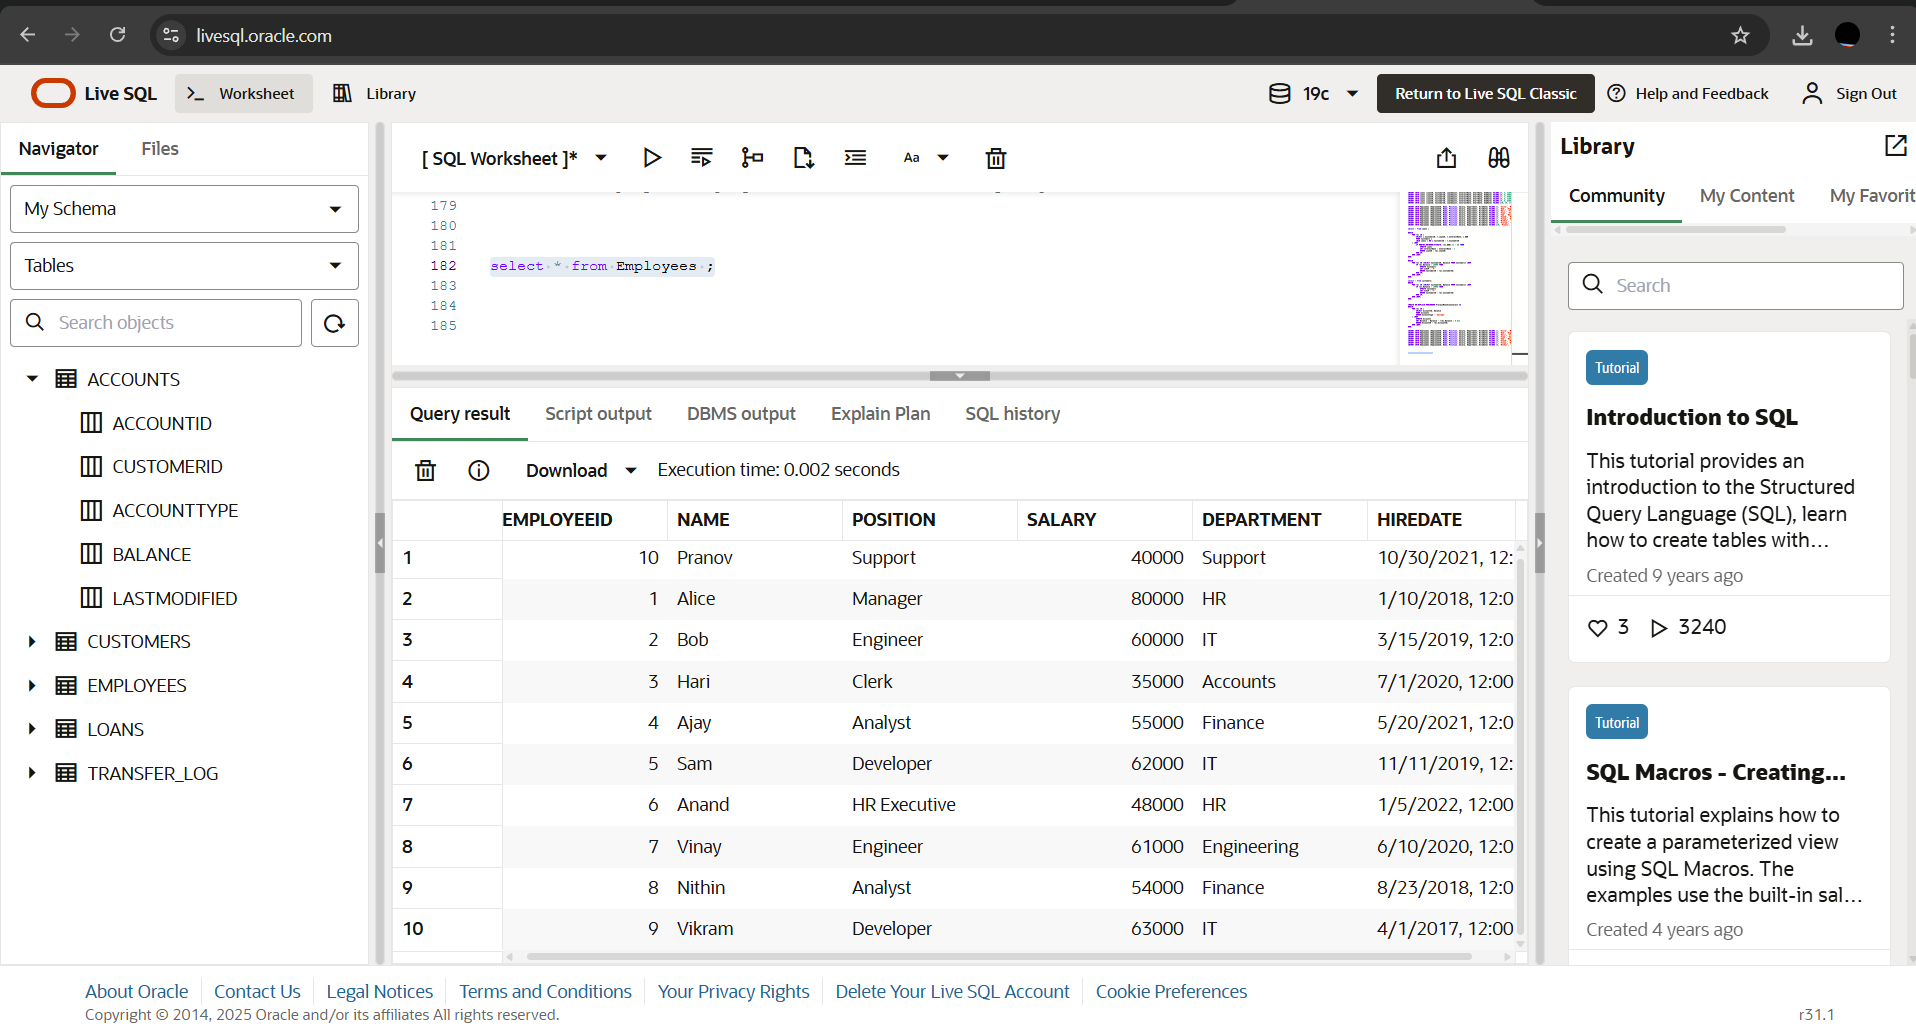 livesql.oracle.com
Live SQL
Worksheet
Library
19c
Return to Live SQL Classic
Help and Feedback
Sign Out
Navigator
Files
My Schema
Tables
Search objects
ACCOUNTS
ACCOUNTID
CUSTOMERID
ACCOUNTTYPE
BALANCE
LASTMODIFIED
CUSTOMERS
EMPLOYEES
LOANS
TRANSFER_LOG
[ SQL Worksheet ]*
Aa
179
180
181
182 select * from Employees ;
183
184
185
Query result
Script output
DBMS output
Explain Plan
SQL history
Download
Execution time: 0.002 seconds
EMPLOYEEID NAME POSITION SALARY DEPARTMENT HIREDATE
1 10 Pranov Support 40000 Support 10/30/2021, 12:
2 1 Alice Manager 80000 HR 1/10/2018, 12:0
3 2 Bob Engineer 60000 IT 3/15/2019, 12:0
4 3 Hari Clerk 35000 Accounts 7/1/2020, 12:00
5 4 Ajay Analyst 55000 Finance 5/20/2021, 12:0
6 5 Sam Developer 62000 IT 11/11/2019, 12:
7 6 Anand HR Executive 48000 HR 1/5/2022, 12:00
8 7 Vinay Engineer 61000 Engineering 6/10/2020, 12:0
9 8 Nithin Analyst 54000 Finance 8/23/2018, 12:0
10 9 Vikram Developer 63000 IT 4/1/2017, 12:00
Library
Community
My Content
My Favorit
Search
Tutorial
Introduction to SQL
This tutorial provides an
introduction to the Structured
Query Language (SQL), learn
how to create tables with...
Created 9 years ago
3
3240
Tutorial
SQL Macros - Creating...
This tutorial explains how to
create a parameterized view
using SQL Macros. The
examples use the built-in sal...
Created 4 years ago
About Oracle
Contact Us
Legal Notices
Terms and Conditions
Your Privacy Rights
Delete Your Live SQL Account
Cookie Preferences
Copyright © 2014, 2025 Oracle and/or its affiliates All rights reserved.
r31.1